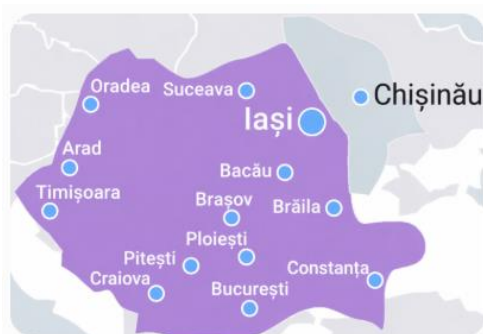 Oradea
Suceava
Chișinău
Iași
Arad
Bacău
Timișoara
Brașov
Brăila
Ploiești
Pitești
Constanța
Craiova
București